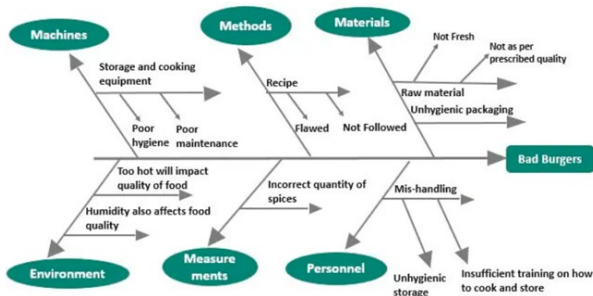 Machines
Methods
Materials
Storage and cooking
equipment
Poor
hygiene
Poor
maintenance
Recipe
Flawed
Not Followed
Not Fresh
Not as per
prescribed quality
Raw material
Unhygienic packaging
Bad Burgers
Too hot will impact
quality of food
Humidity also affects food
quality
Environment
Incorrect quantity of
spices
Measure
ments
Mis-handling
Personnel
Unhygienic
storage
Insufficient training on how
to cook and store